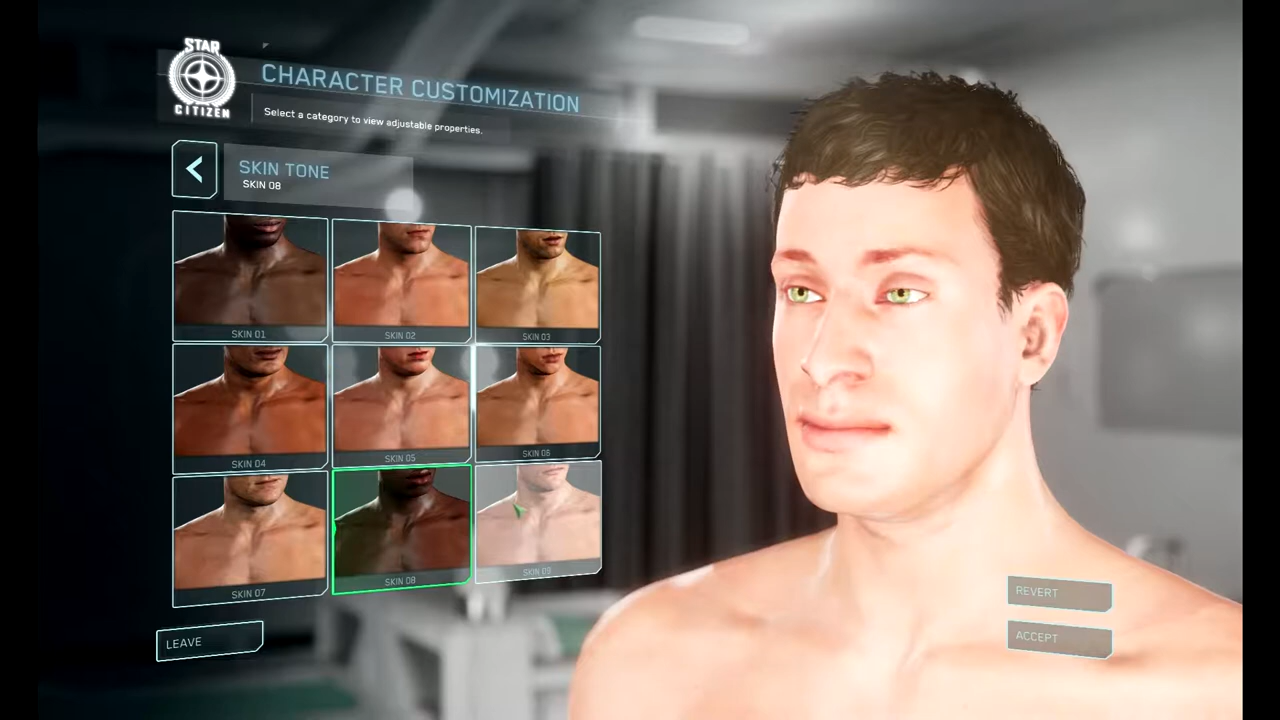 STAR
CITIZEN
CHARACTER CUSTOMIZATION
Select a category to view adjustable properties.
SKIN TONE
SKIN 08
SKIN 01
SKIN 02
SKIN 03
SKIN 04
SKIN 05
SKIN 06
SKIN 07
SKIN 08
SKIN 09
LEAVE
REVERT
ACCEPT